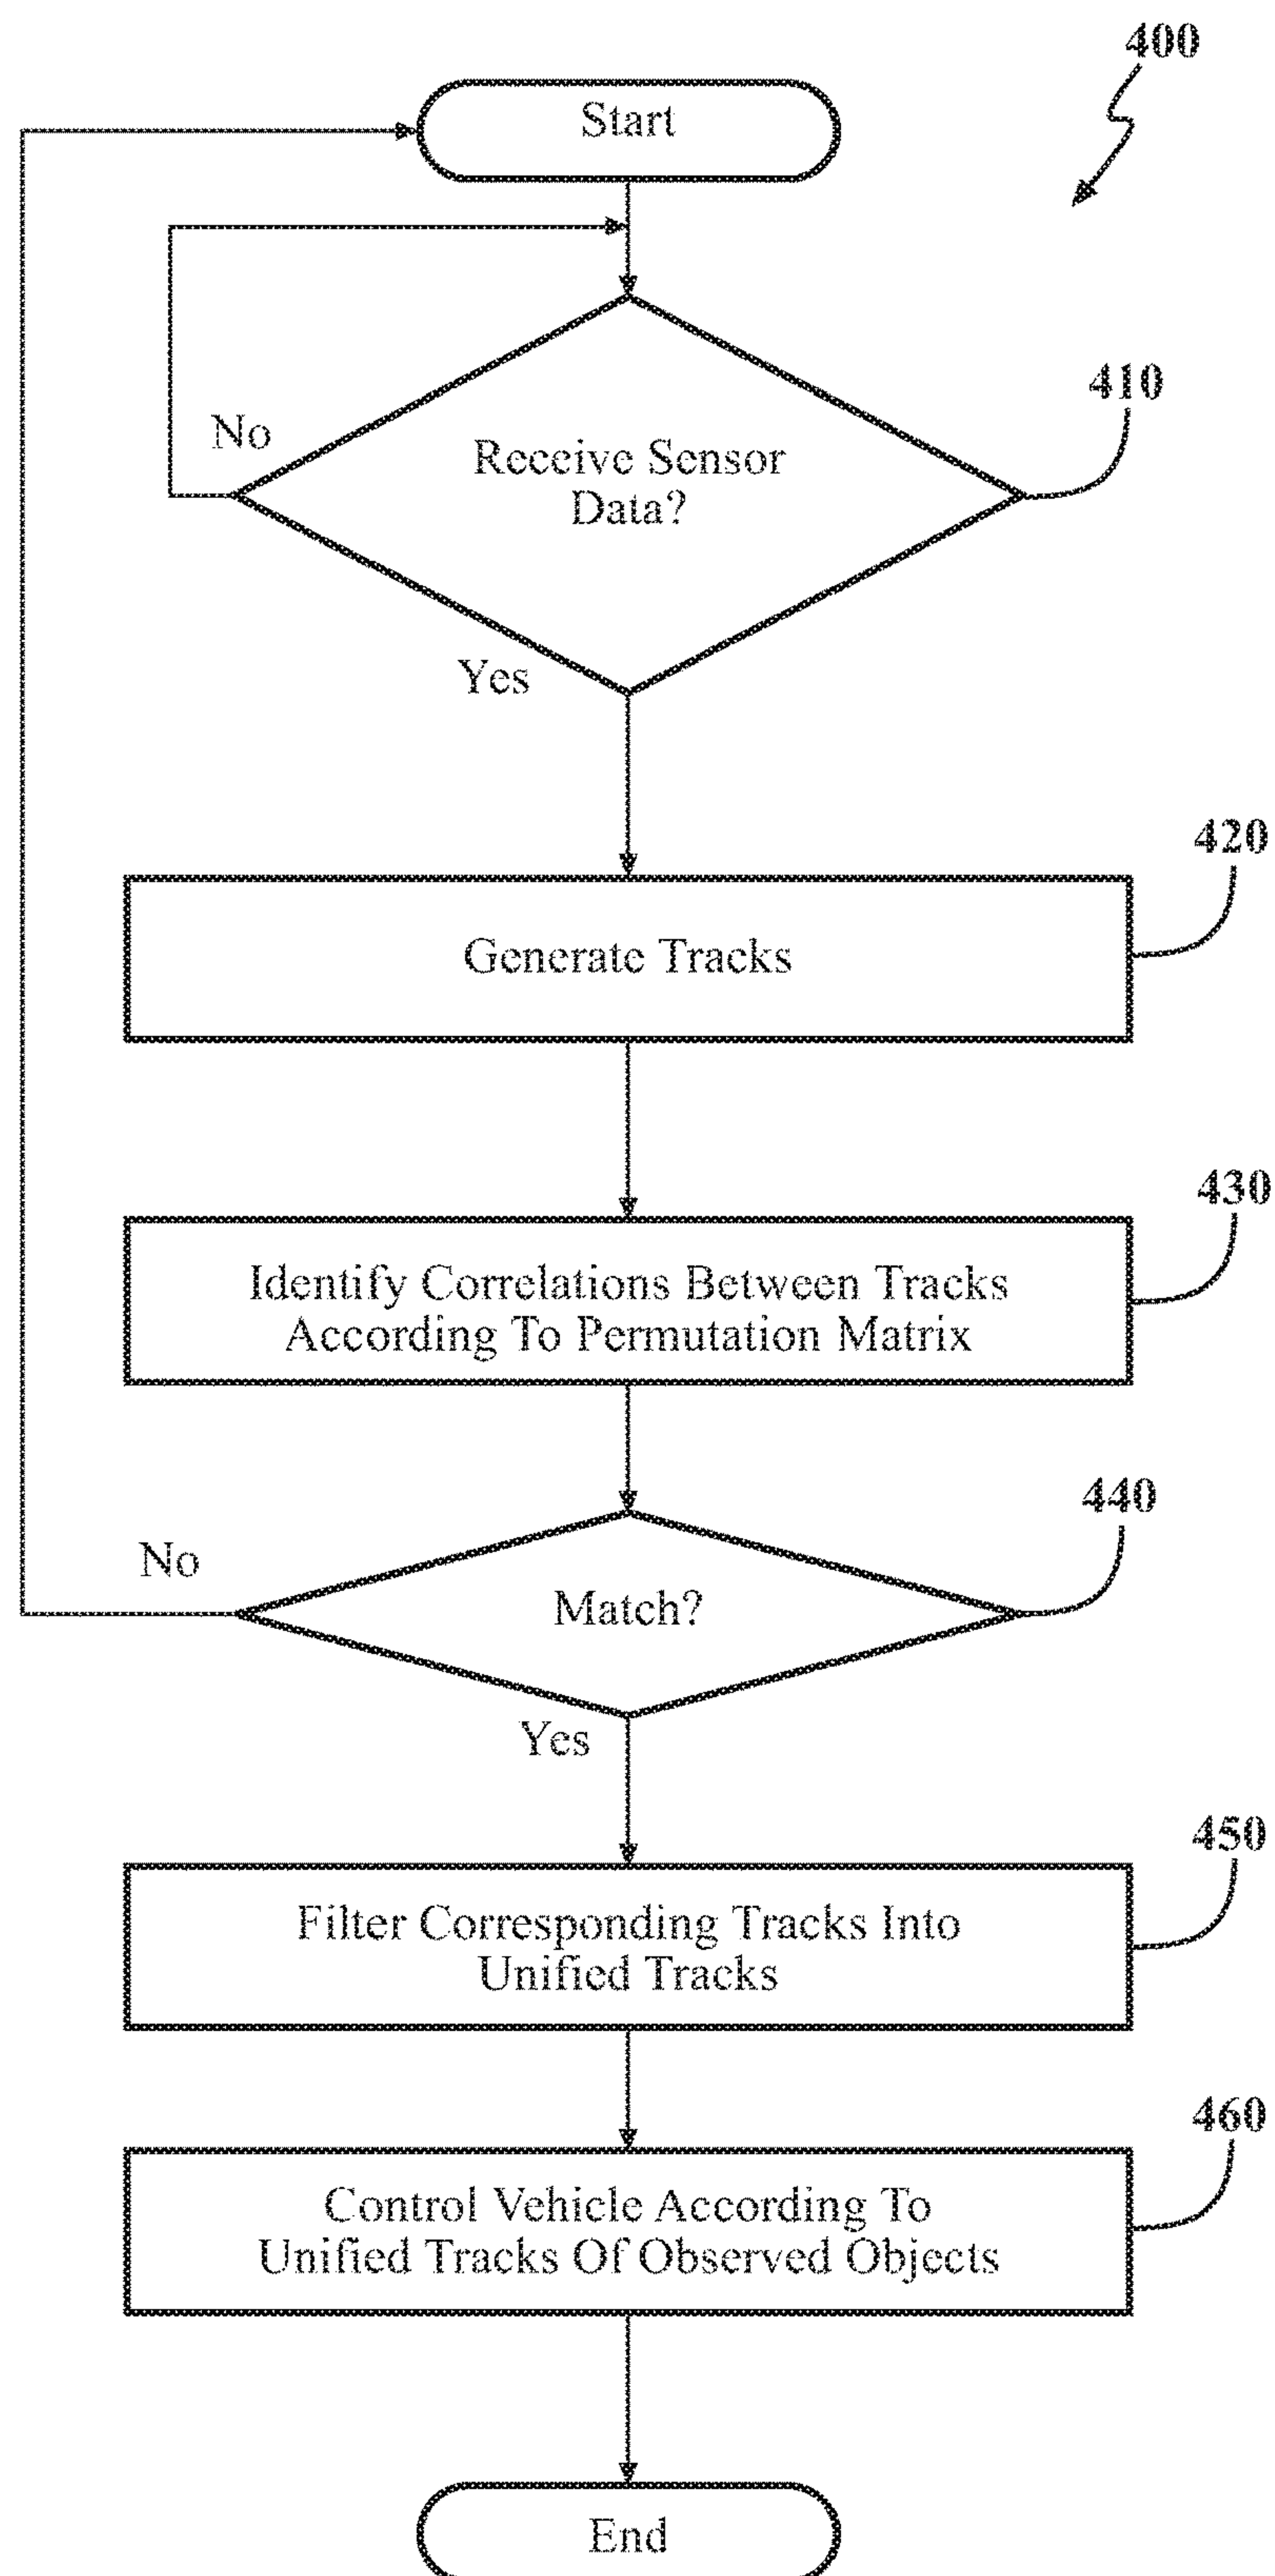 400
Start
410
No
Receive Sensor
Data?
Yes
420
Generate Tracks
430
Identify Correlations Between Tracks
According To Permutation Matrix
440
No
Match?
Yes
450
Filter Corresponding Tracks Into
Unified Tracks
460
Control Vehicle According To
Unified Tracks Of Observed Objects
End